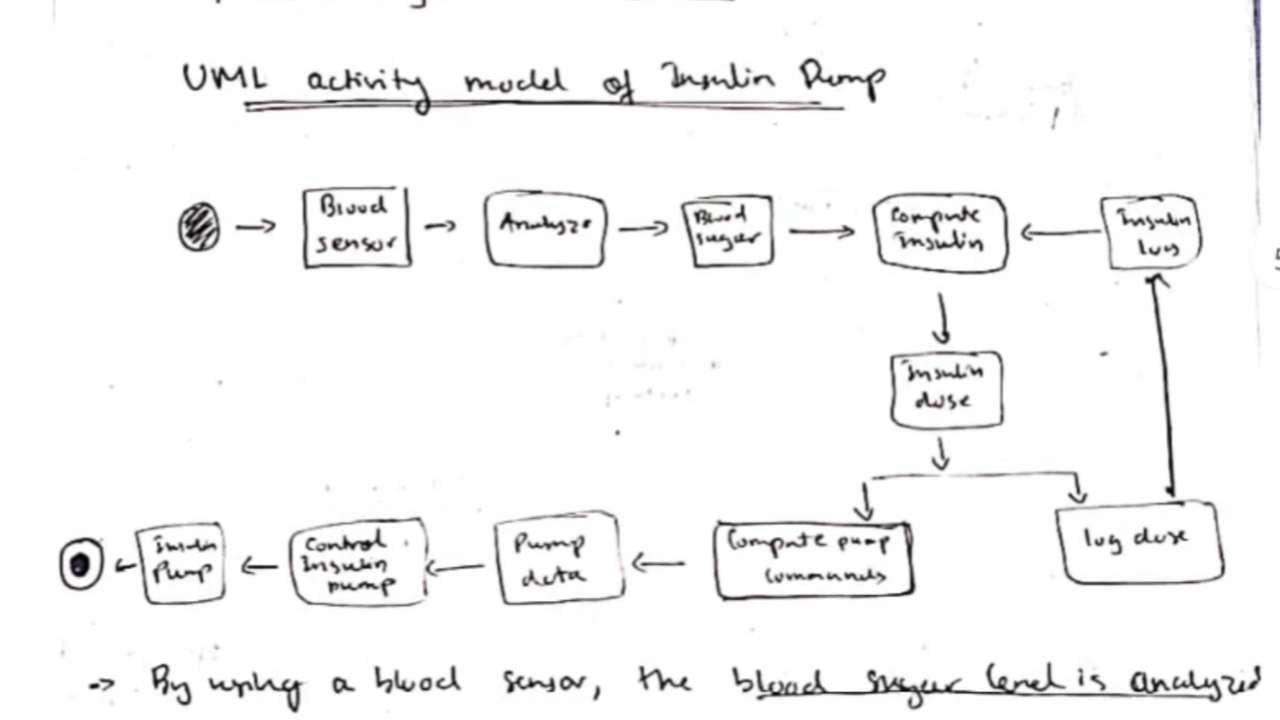 UML activity model of Insulin Pump
Blood
sensor
Analyze
Blood
sugar
Compute
Insulin
Insulin
log
Insulin
dose
Insulin
Pump
Control
Insulin
pump
Pump
data
Compute pump
Commands
log dose
-> By using a blood sensor, the blood sugar level is analyzed